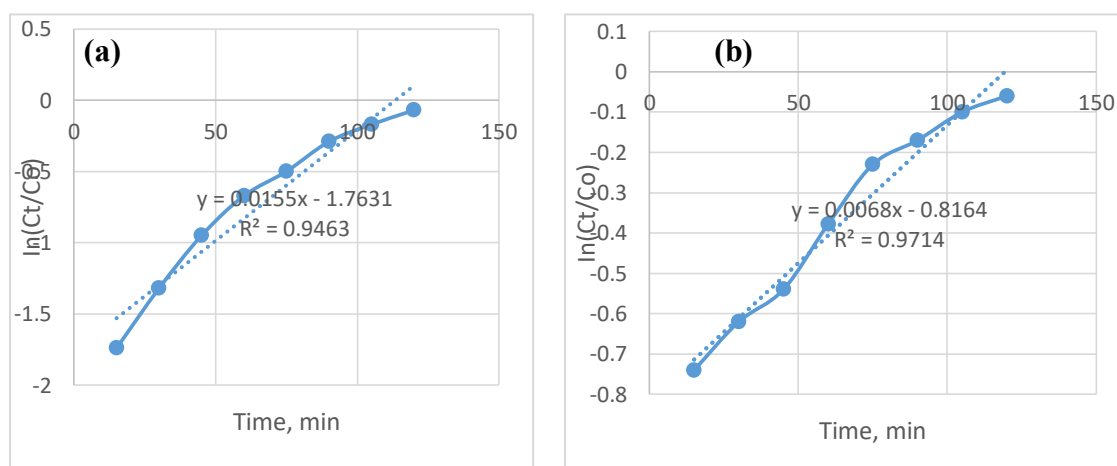 (a)
0.5
0
-0.5
-1
-1.5
-2
0
50
100
150
ln(Ct/Co)
y = 0.0155x - 1.7631
R² = 0.9463
Time, min
(b)
0.1
0
-0.1
-0.2
-0.3
-0.4
-0.5
-0.6
-0.7
-0.8
0
50
100
150
ln(Ct/Co)
y = 0.0068x - 0.8164
R² = 0.9714
Time, min